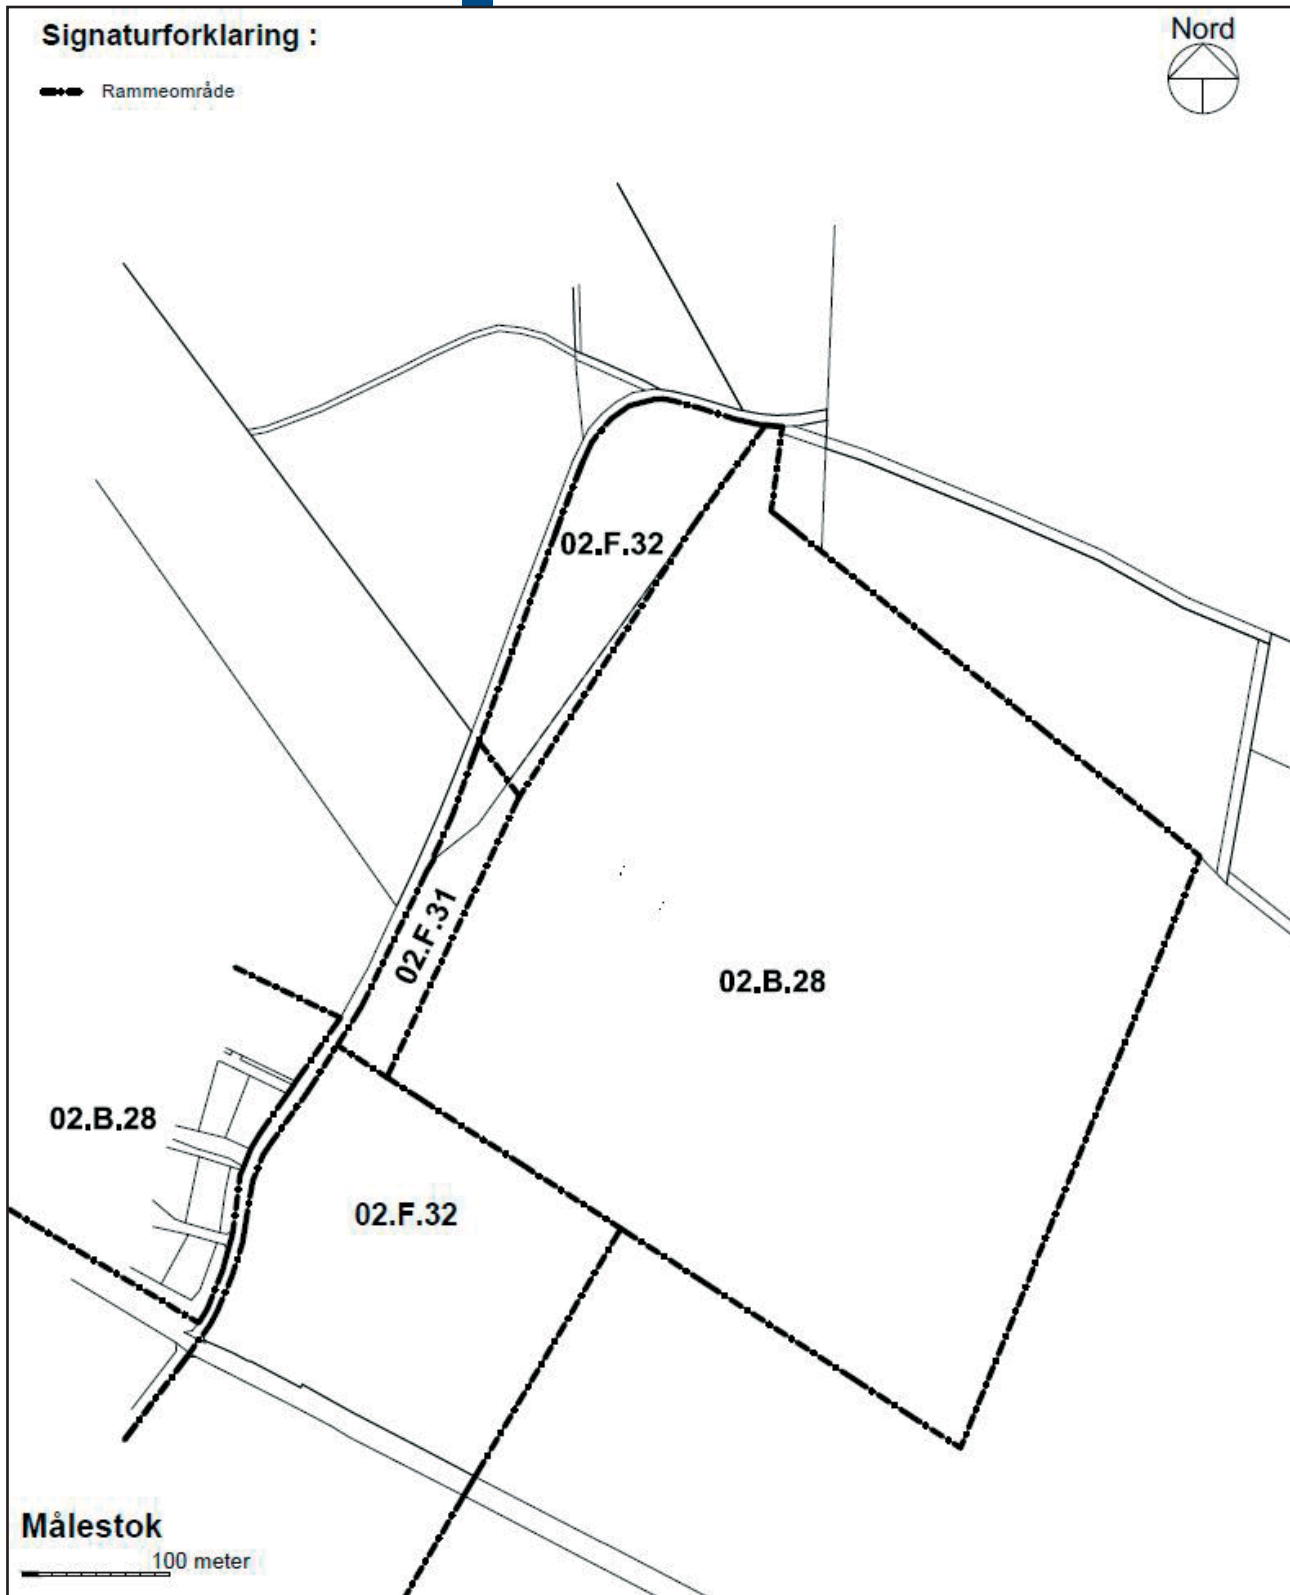 Signaturforklaring :
Nord
Rammeområde
02.F.32
02.F.31
02.B.28
02.B.28
02.F.32
Målestok
100 meter